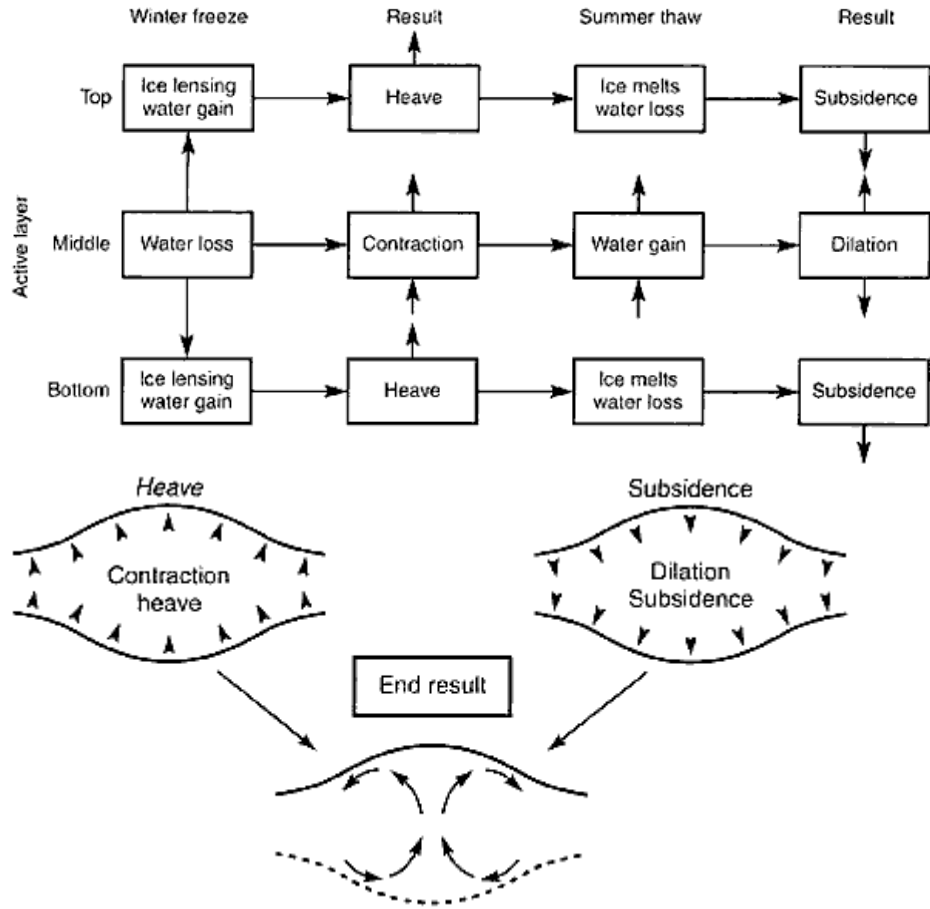 Winter freeze
Result
Summer thaw
Result
Active layer
Top
Ice lensing
water gain
Heave
Ice melts
water loss
Subsidence
Middle
Water loss
Contraction
Water gain
Dilation
Bottom
Ice lensing
water gain
Heave
Ice melts
water loss
Subsidence
Heave
Contraction
heave
Subsidence
Dilation
Subsidence
End result